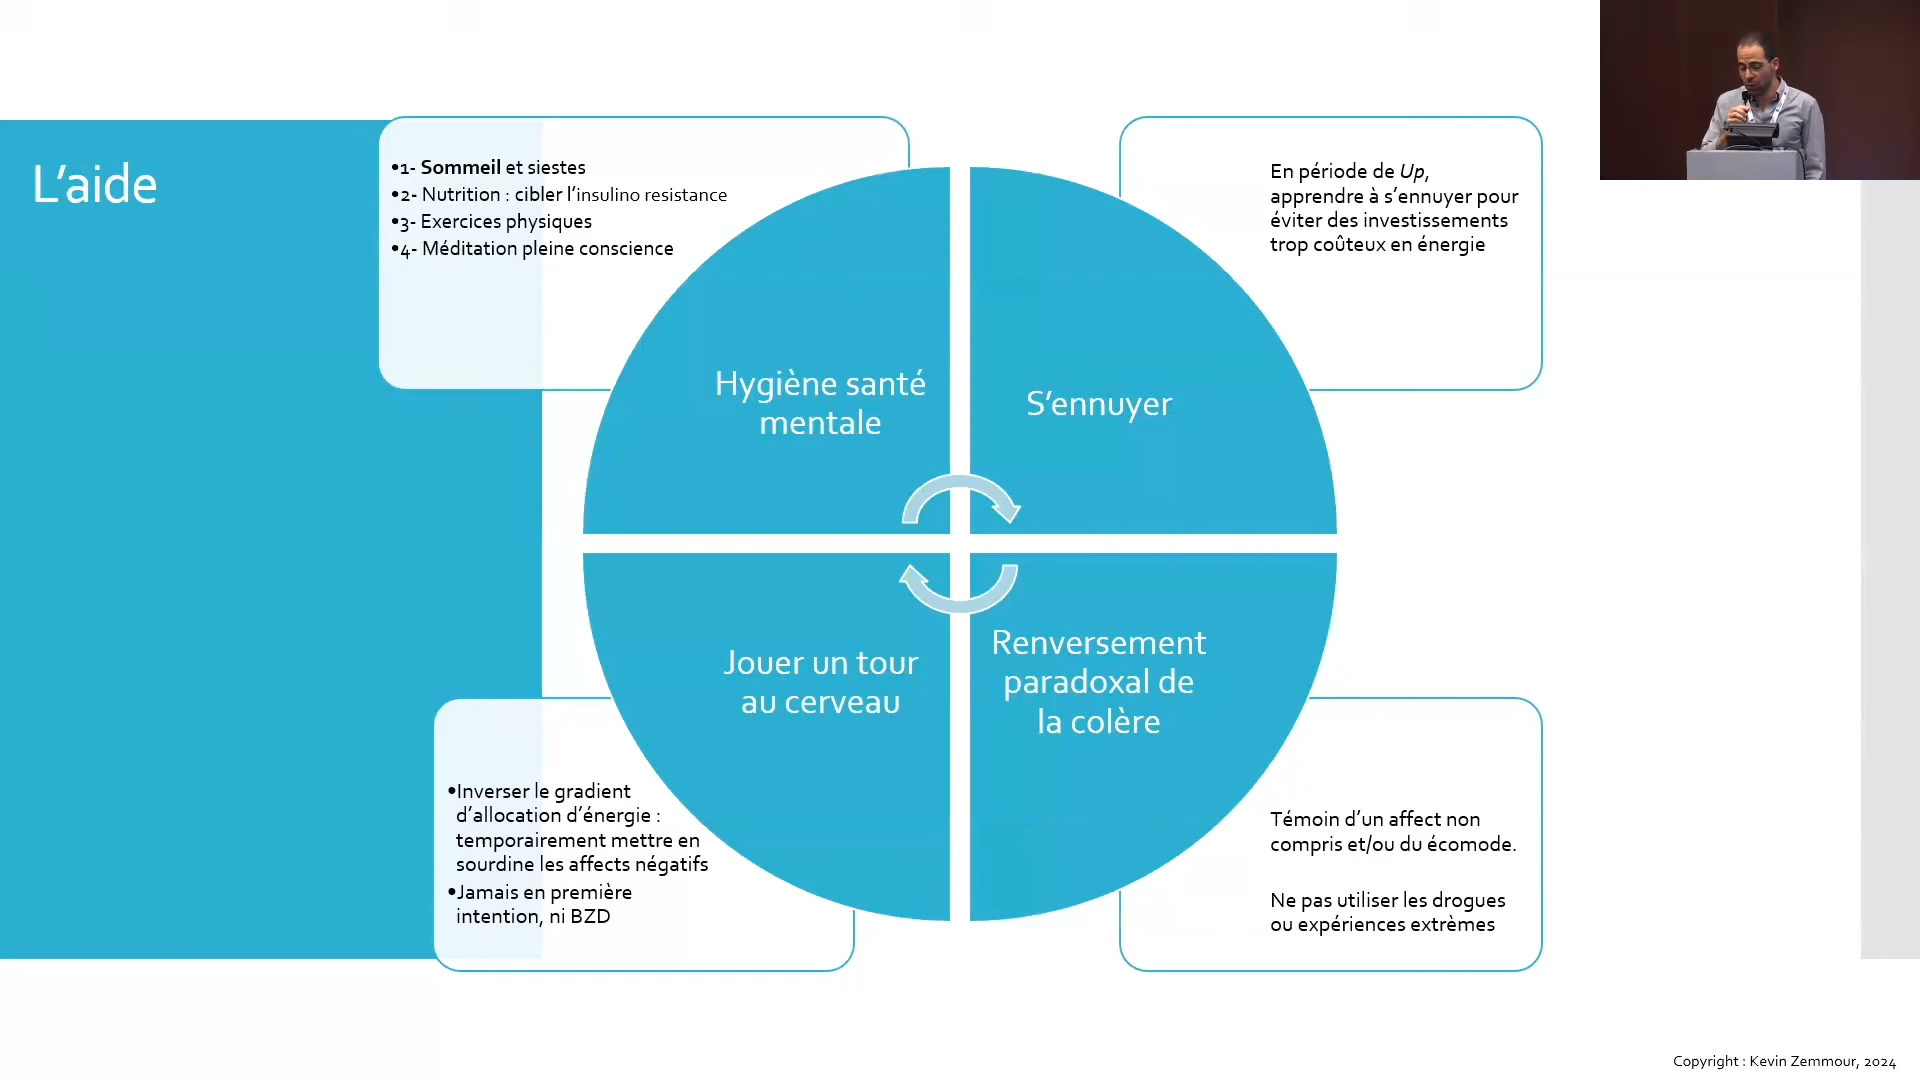 L’aide
•1- Sommeil et siestes
•2- Nutrition : cibler l’insulino resistance
•3- Exercices physiques
•4- Méditation pleine conscience
En période de Up,
apprendre à s’ennuyer pour
éviter des investissements
trop coûteux en énergie
Hygiène santé
mentale
S’ennuyer
Jouer un tour
au cerveau
Renversement
paradoxal de
la colère
•Inverser le gradient
d’allocation d’énergie :
temporairement mettre en
sourdine les affects négatifs
•Jamais en première
intention, ni BZD
Témoin d’un affect non
compris et/ou du écomode.
Ne pas utiliser les drogues
ou expériences extrèmes
Copyright : Kevin Zemmour, 2024